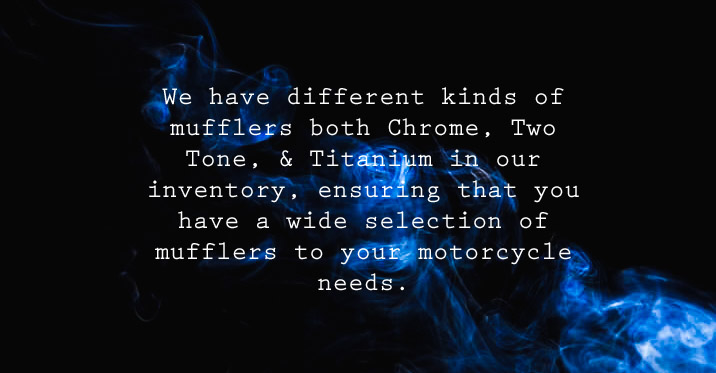 We have different kinds of
mufflers both Chrome, Two
Tone, & Titanium in our
inventory, ensuring that you
have a wide selection of
mufflers to your motorcycle
needs.